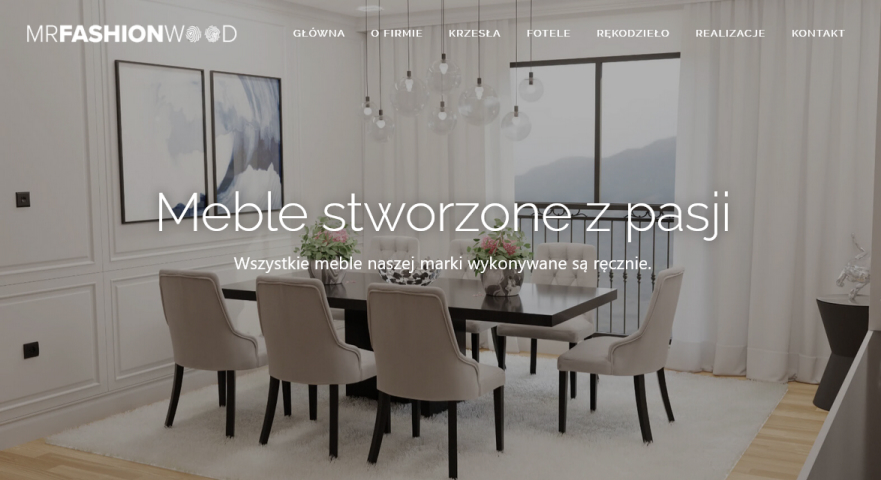 MRFASHIONWOOD
GŁÓWNA O FIRMIE KRZESŁA FOTELE RĘKODZIEŁO REALIZACJE KONTAKT
Meble stworzone z pasji
Wszystkie meble naszej marki wykonywane są ręcznie.